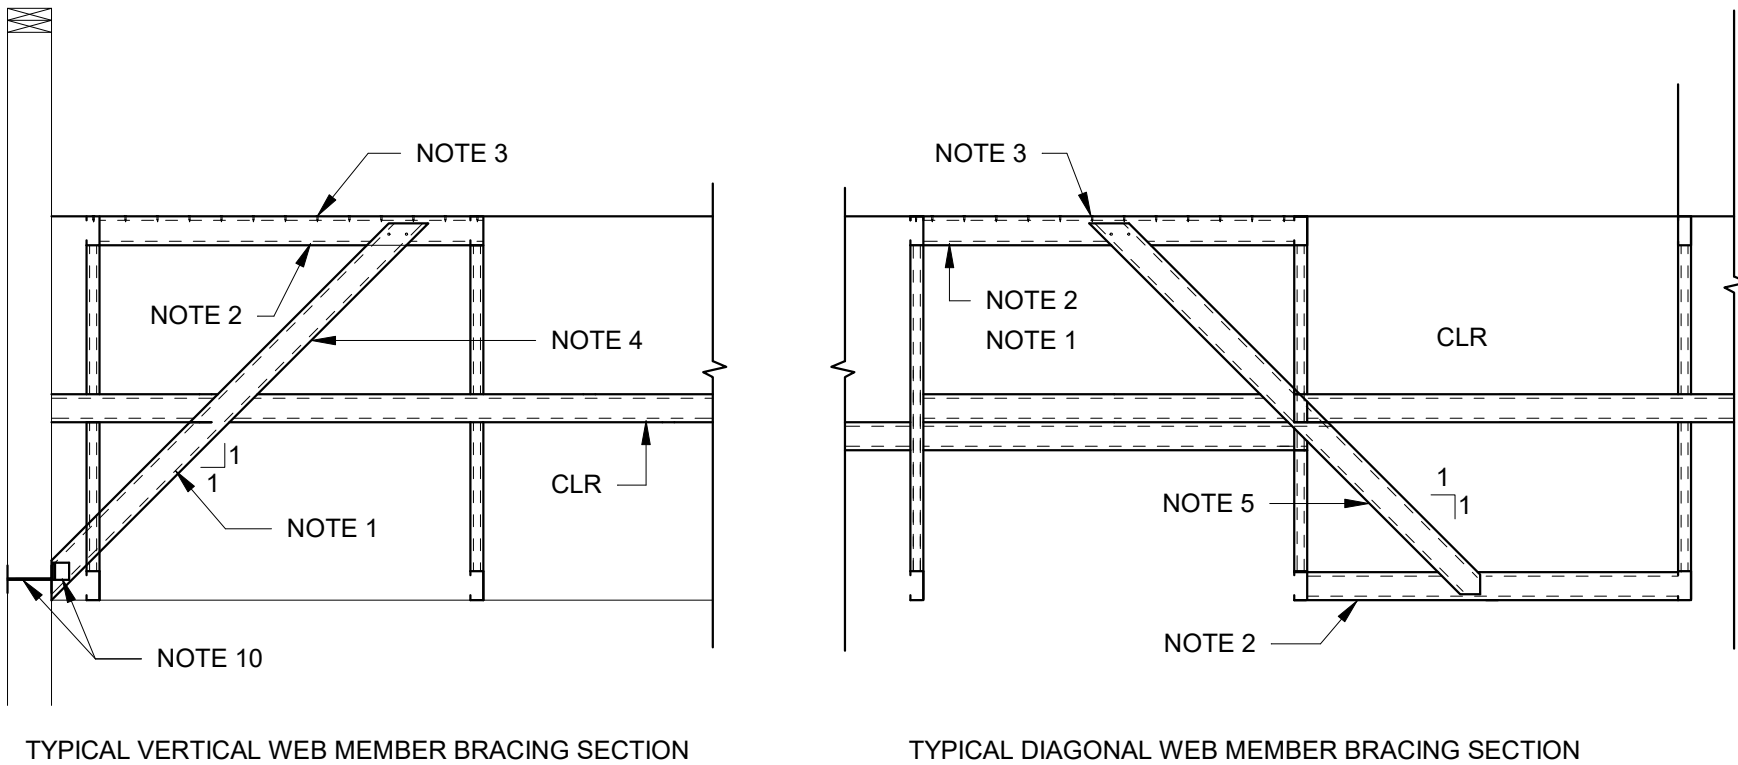 NOTE 3
NOTE 2
NOTE 4
1
1
CLR
NOTE 1
NOTE 10
TYPICAL VERTICAL WEB MEMBER BRACING SECTION
NOTE 3
NOTE 2
NOTE 1
CLR
1
1
NOTE 5
NOTE 2
TYPICAL DIAGONAL WEB MEMBER BRACING SECTION